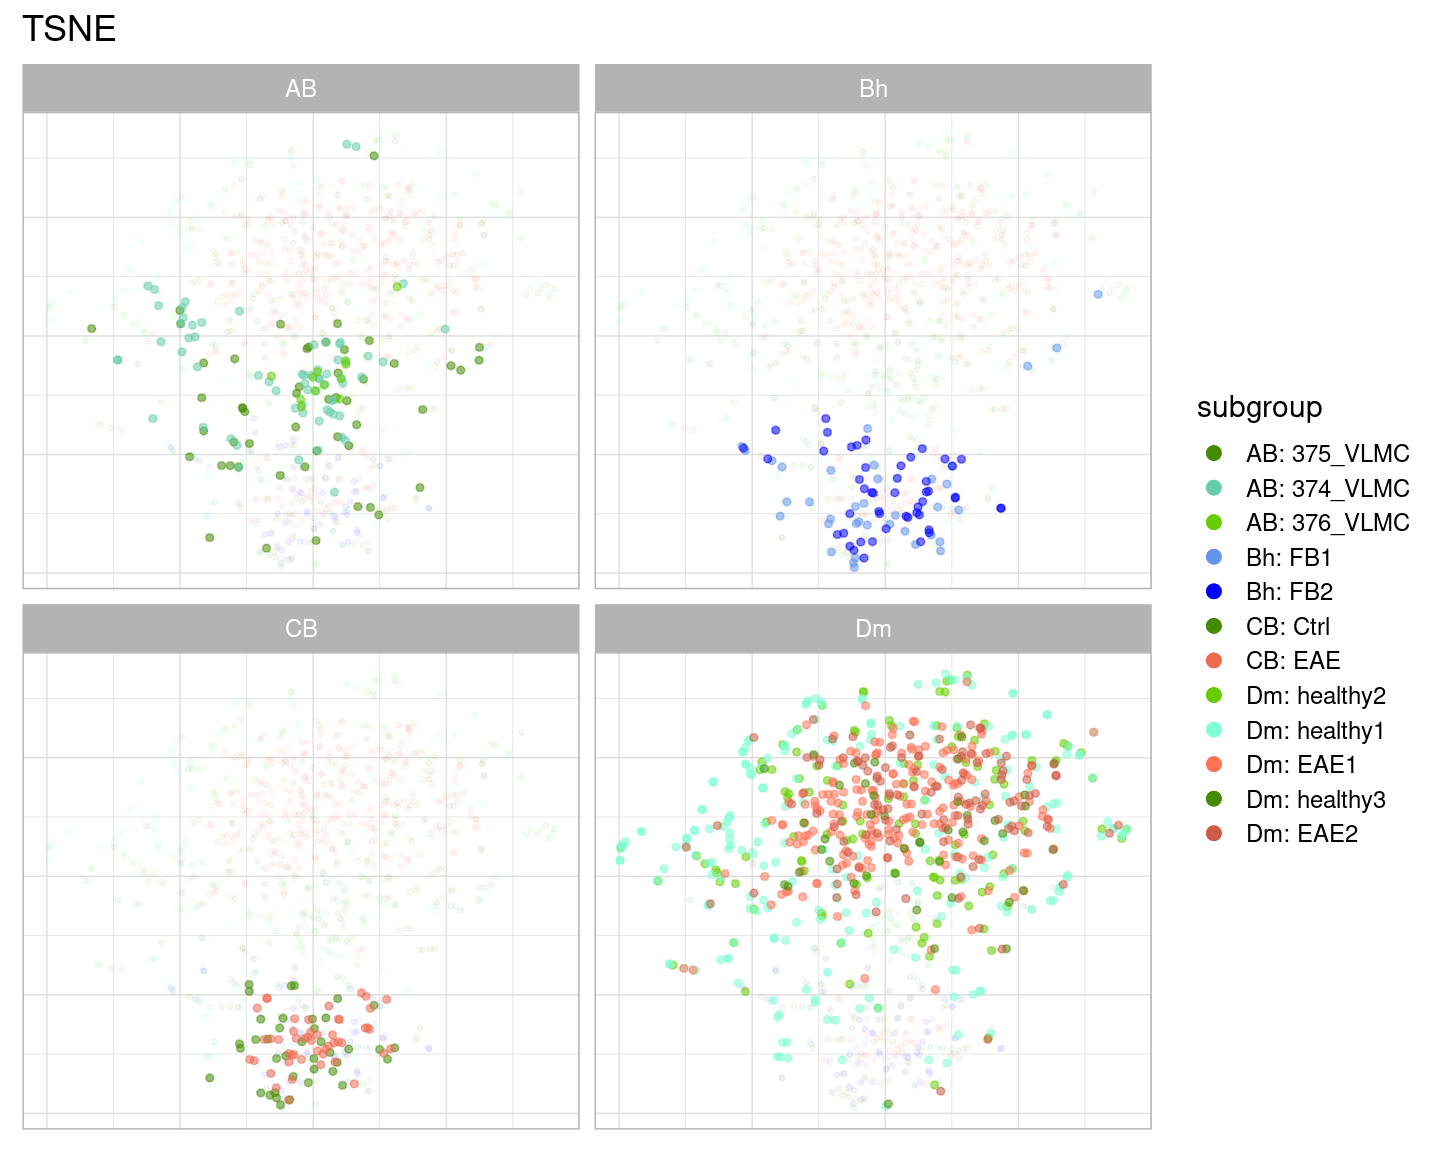 TSNE
AB
Bh
CB
Dm
subgroup
AB: 375_VLMC
AB: 374_VLMC
AB: 376_VLMC
Bh: FB1
Bh: FB2
CB: Ctrl
CB: EAE
Dm: healthy2
Dm: healthy1
Dm: EAE1
Dm: healthy3
Dm: EAE2